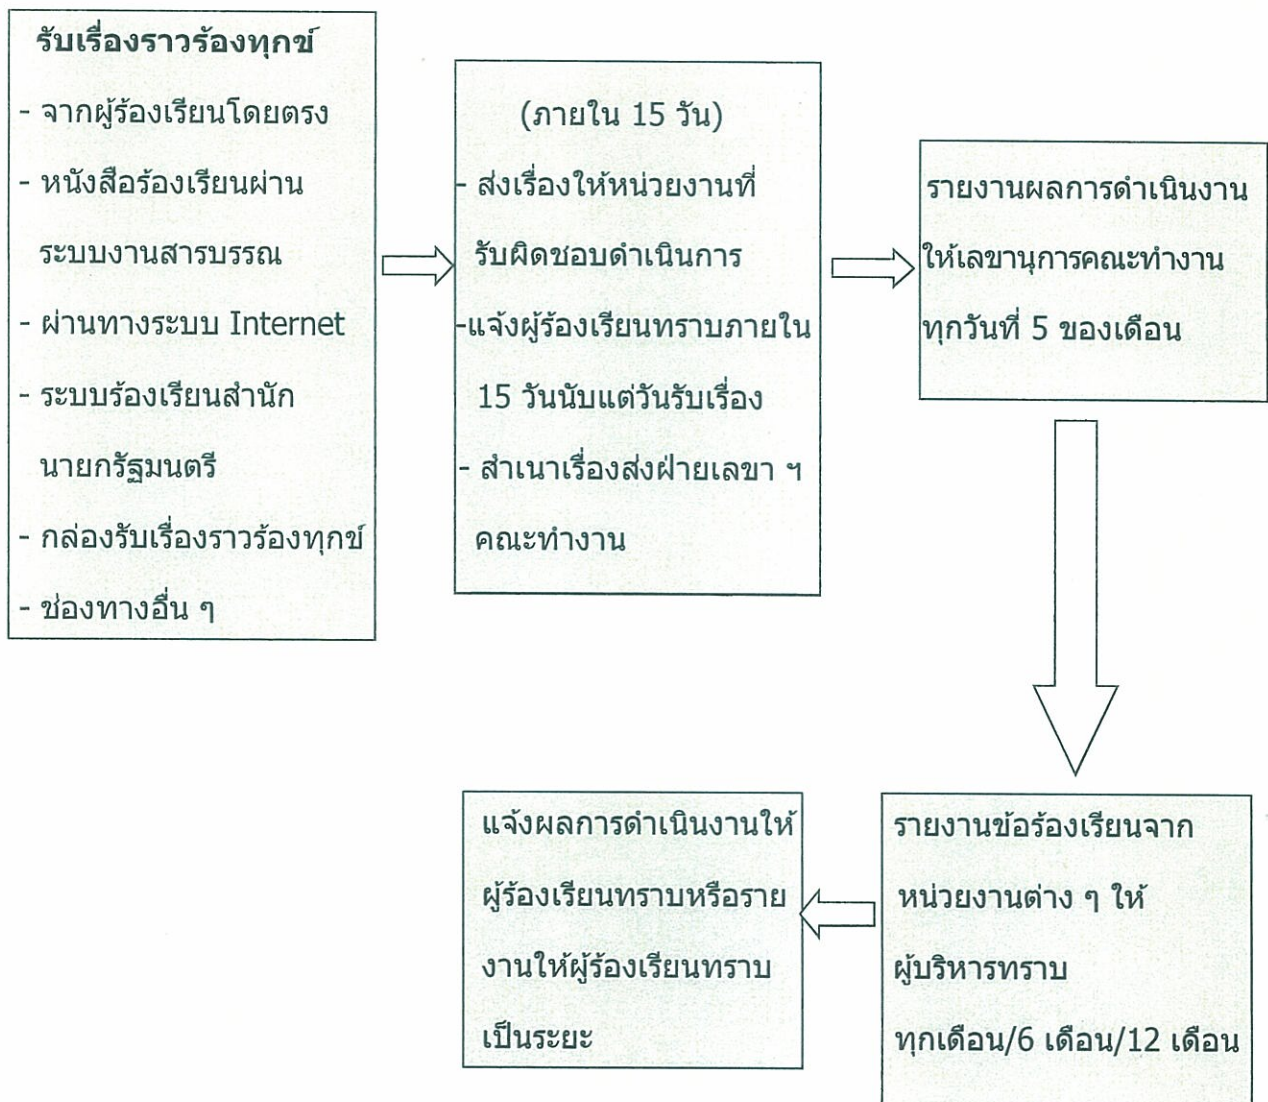 รับเรื่องราวร้องทุกข์
- จากผู้ร้องเรียนโดยตรง
- หนังสือร้องเรียนผ่าน
ระบบงานสารบรรณ
- ผ่านทางระบบ Internet
- ระบบร้องเรียนสำนัก
นายกรัฐมนตรี
- กล่องรับเรื่องราวร้องทุกข์
- ช่องทางอื่น ๆ
(ภายใน 15 วัน)
- ส่งเรื่องให้หน่วยงานที่
รับผิดชอบดำเนินการ
-แจ้งผู้ร้องเรียนทราบภายใน
15 วันนับแต่วันรับเรื่อง
- สำเนาเรื่องส่งฝ่ายเลขา ฯ
คณะทำงาน
รายงานผลการดำเนินงาน
ให้เลขานุการคณะทำงาน
ทุกวันที่ 5 ของเดือน
รายงานข้อร้องเรียนจาก
หน่วยงานต่าง ๆ ให้
ผู้บริหารทราบ
ทุกเดือน/6 เดือน/12 เดือน
แจ้งผลการดำเนินงานให้
ผู้ร้องเรียนทราบหรือราย
งานให้ผู้ร้องเรียนทราบ
เป็นระยะ